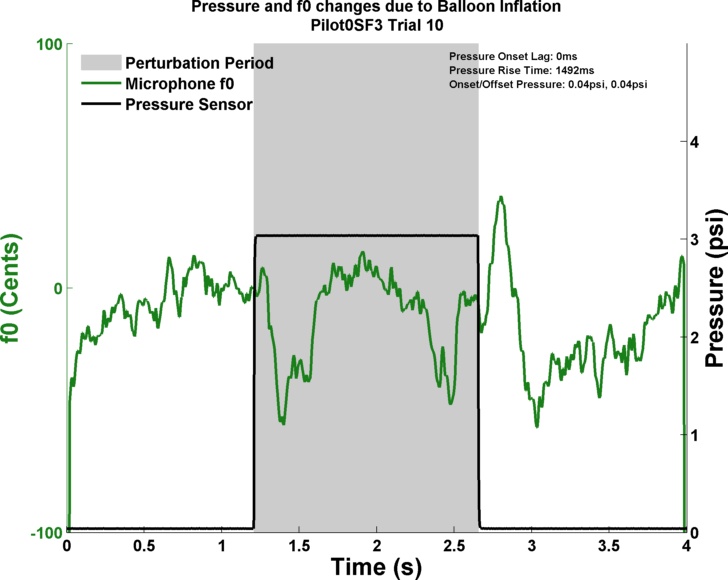 Pressure and f0 changes due to Balloon Inflation
Pilot0SF3 Trial 10
Perturbation Period
Microphone f0
Pressure Sensor
Pressure Onset Lag: 0ms
Pressure Rise Time: 1492ms
Onset/Offset Pressure: 0.04psi, 0.04psi
100
0
-100
f0 (Cents)
4
3
2
1
0
Pressure (psi)
0 0.5 1 1.5 2 2.5 3 3.5 4
Time (s)